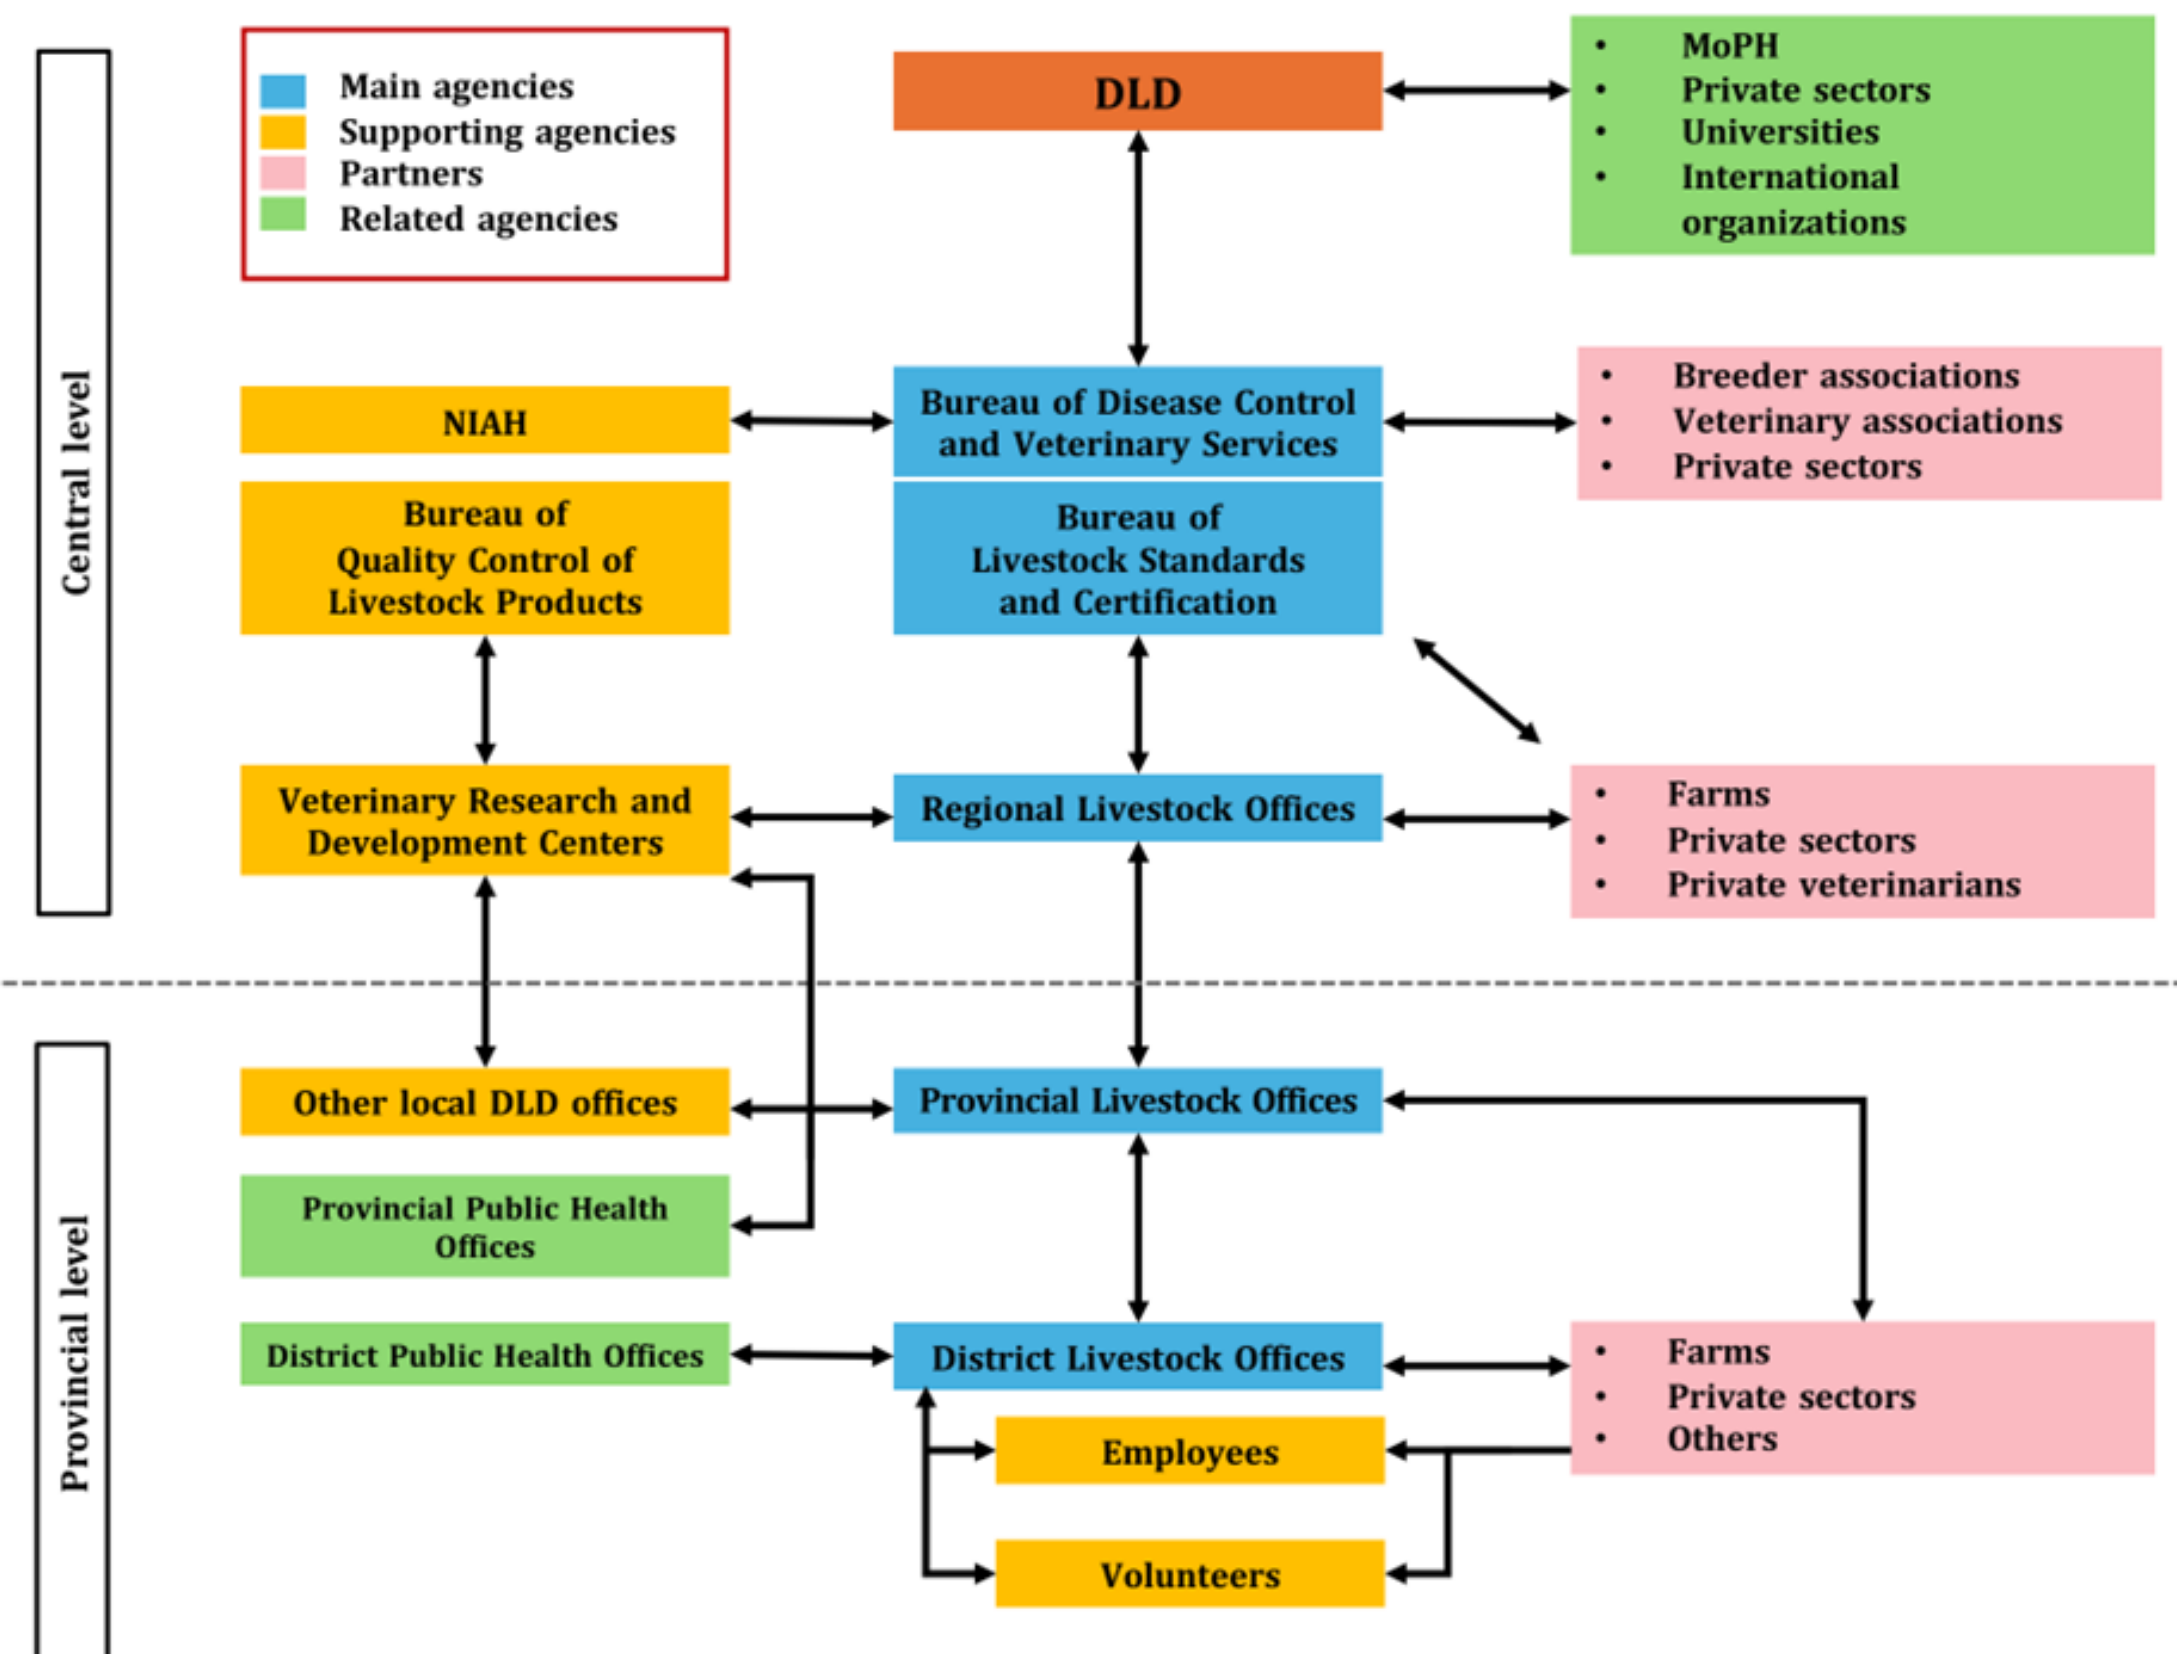 Main agencies
Supporting agencies
Partners
Related agencies
DLD
• MoPH
• Private sectors
• Universities
• International
organizations
Central level
NIAH
Bureau of Disease Control
and Veterinary Services
• Breeder associations
• Veterinary associations
• Private sectors
Bureau of
Quality Control of
Livestock Products
Bureau of
Livestock Standards
and Certification
Veterinary Research and
Development Centers
Regional Livestock Offices
• Farms
• Private sectors
• Private veterinarians
Provincial level
Other local DLD offices
Provincial Livestock Offices
Provincial Public Health
Offices
District Public Health Offices
District Livestock Offices
• Farms
• Private sectors
• Others
Employees
Volunteers